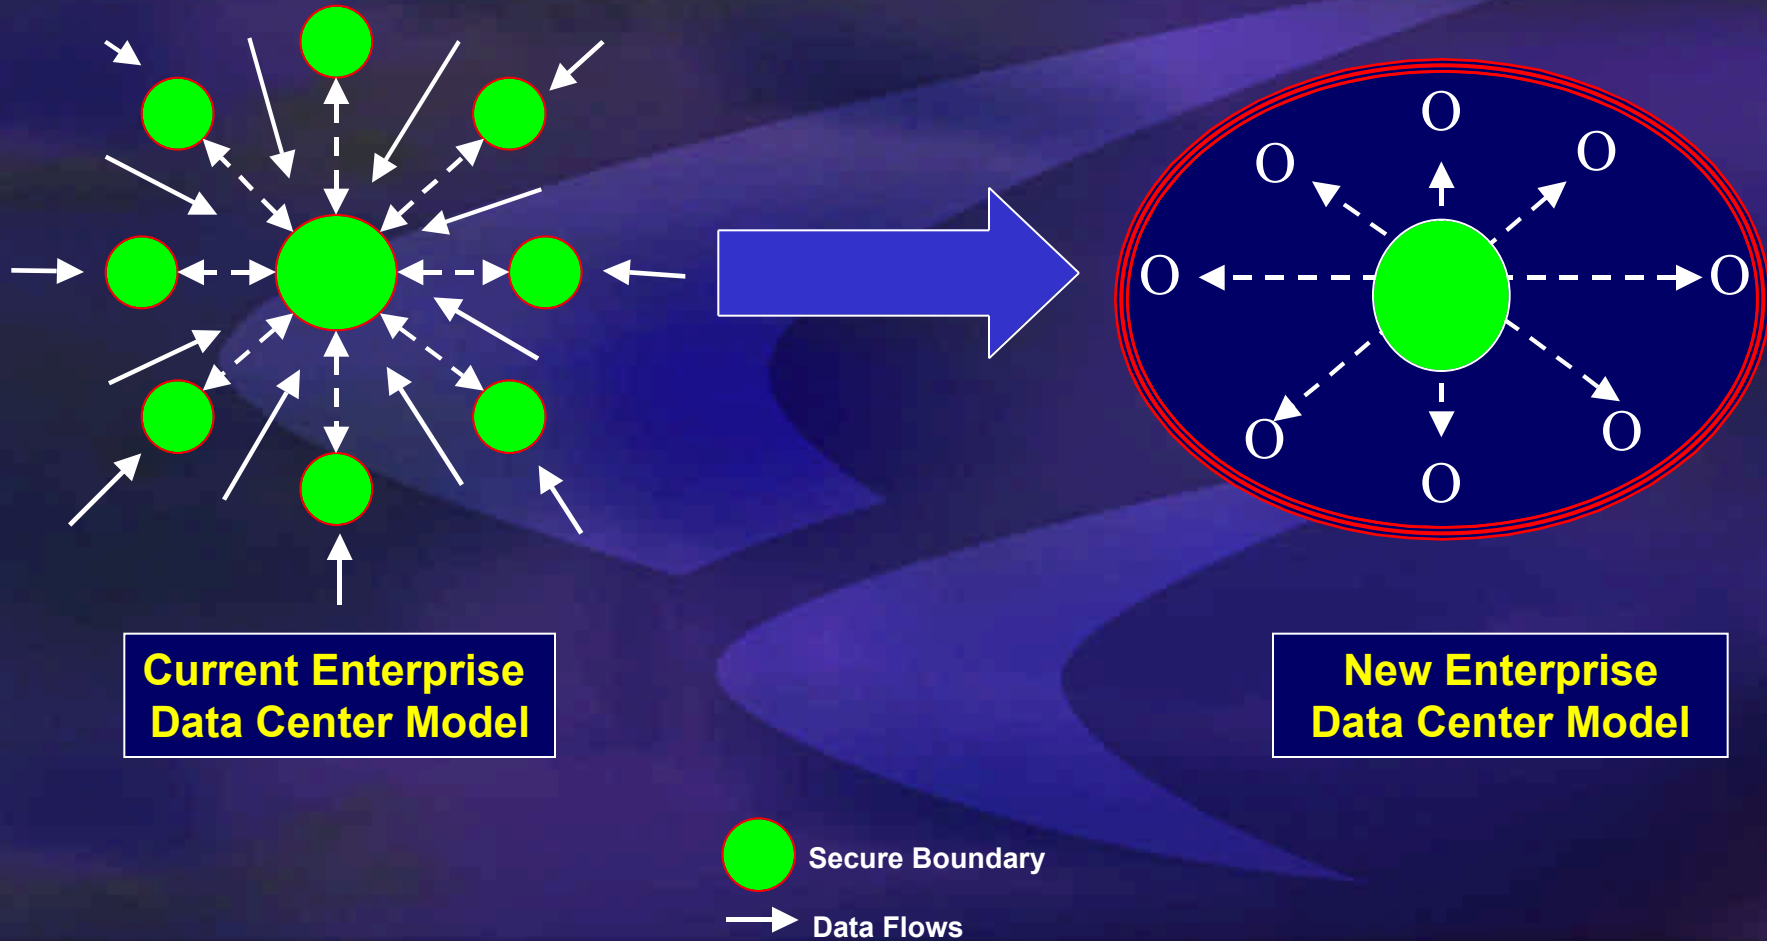 O
O
O
O
O
O
O
O
Current Enterprise
Data Center Model
New Enterprise
Data Center Model
Secure Boundary
Data Flows